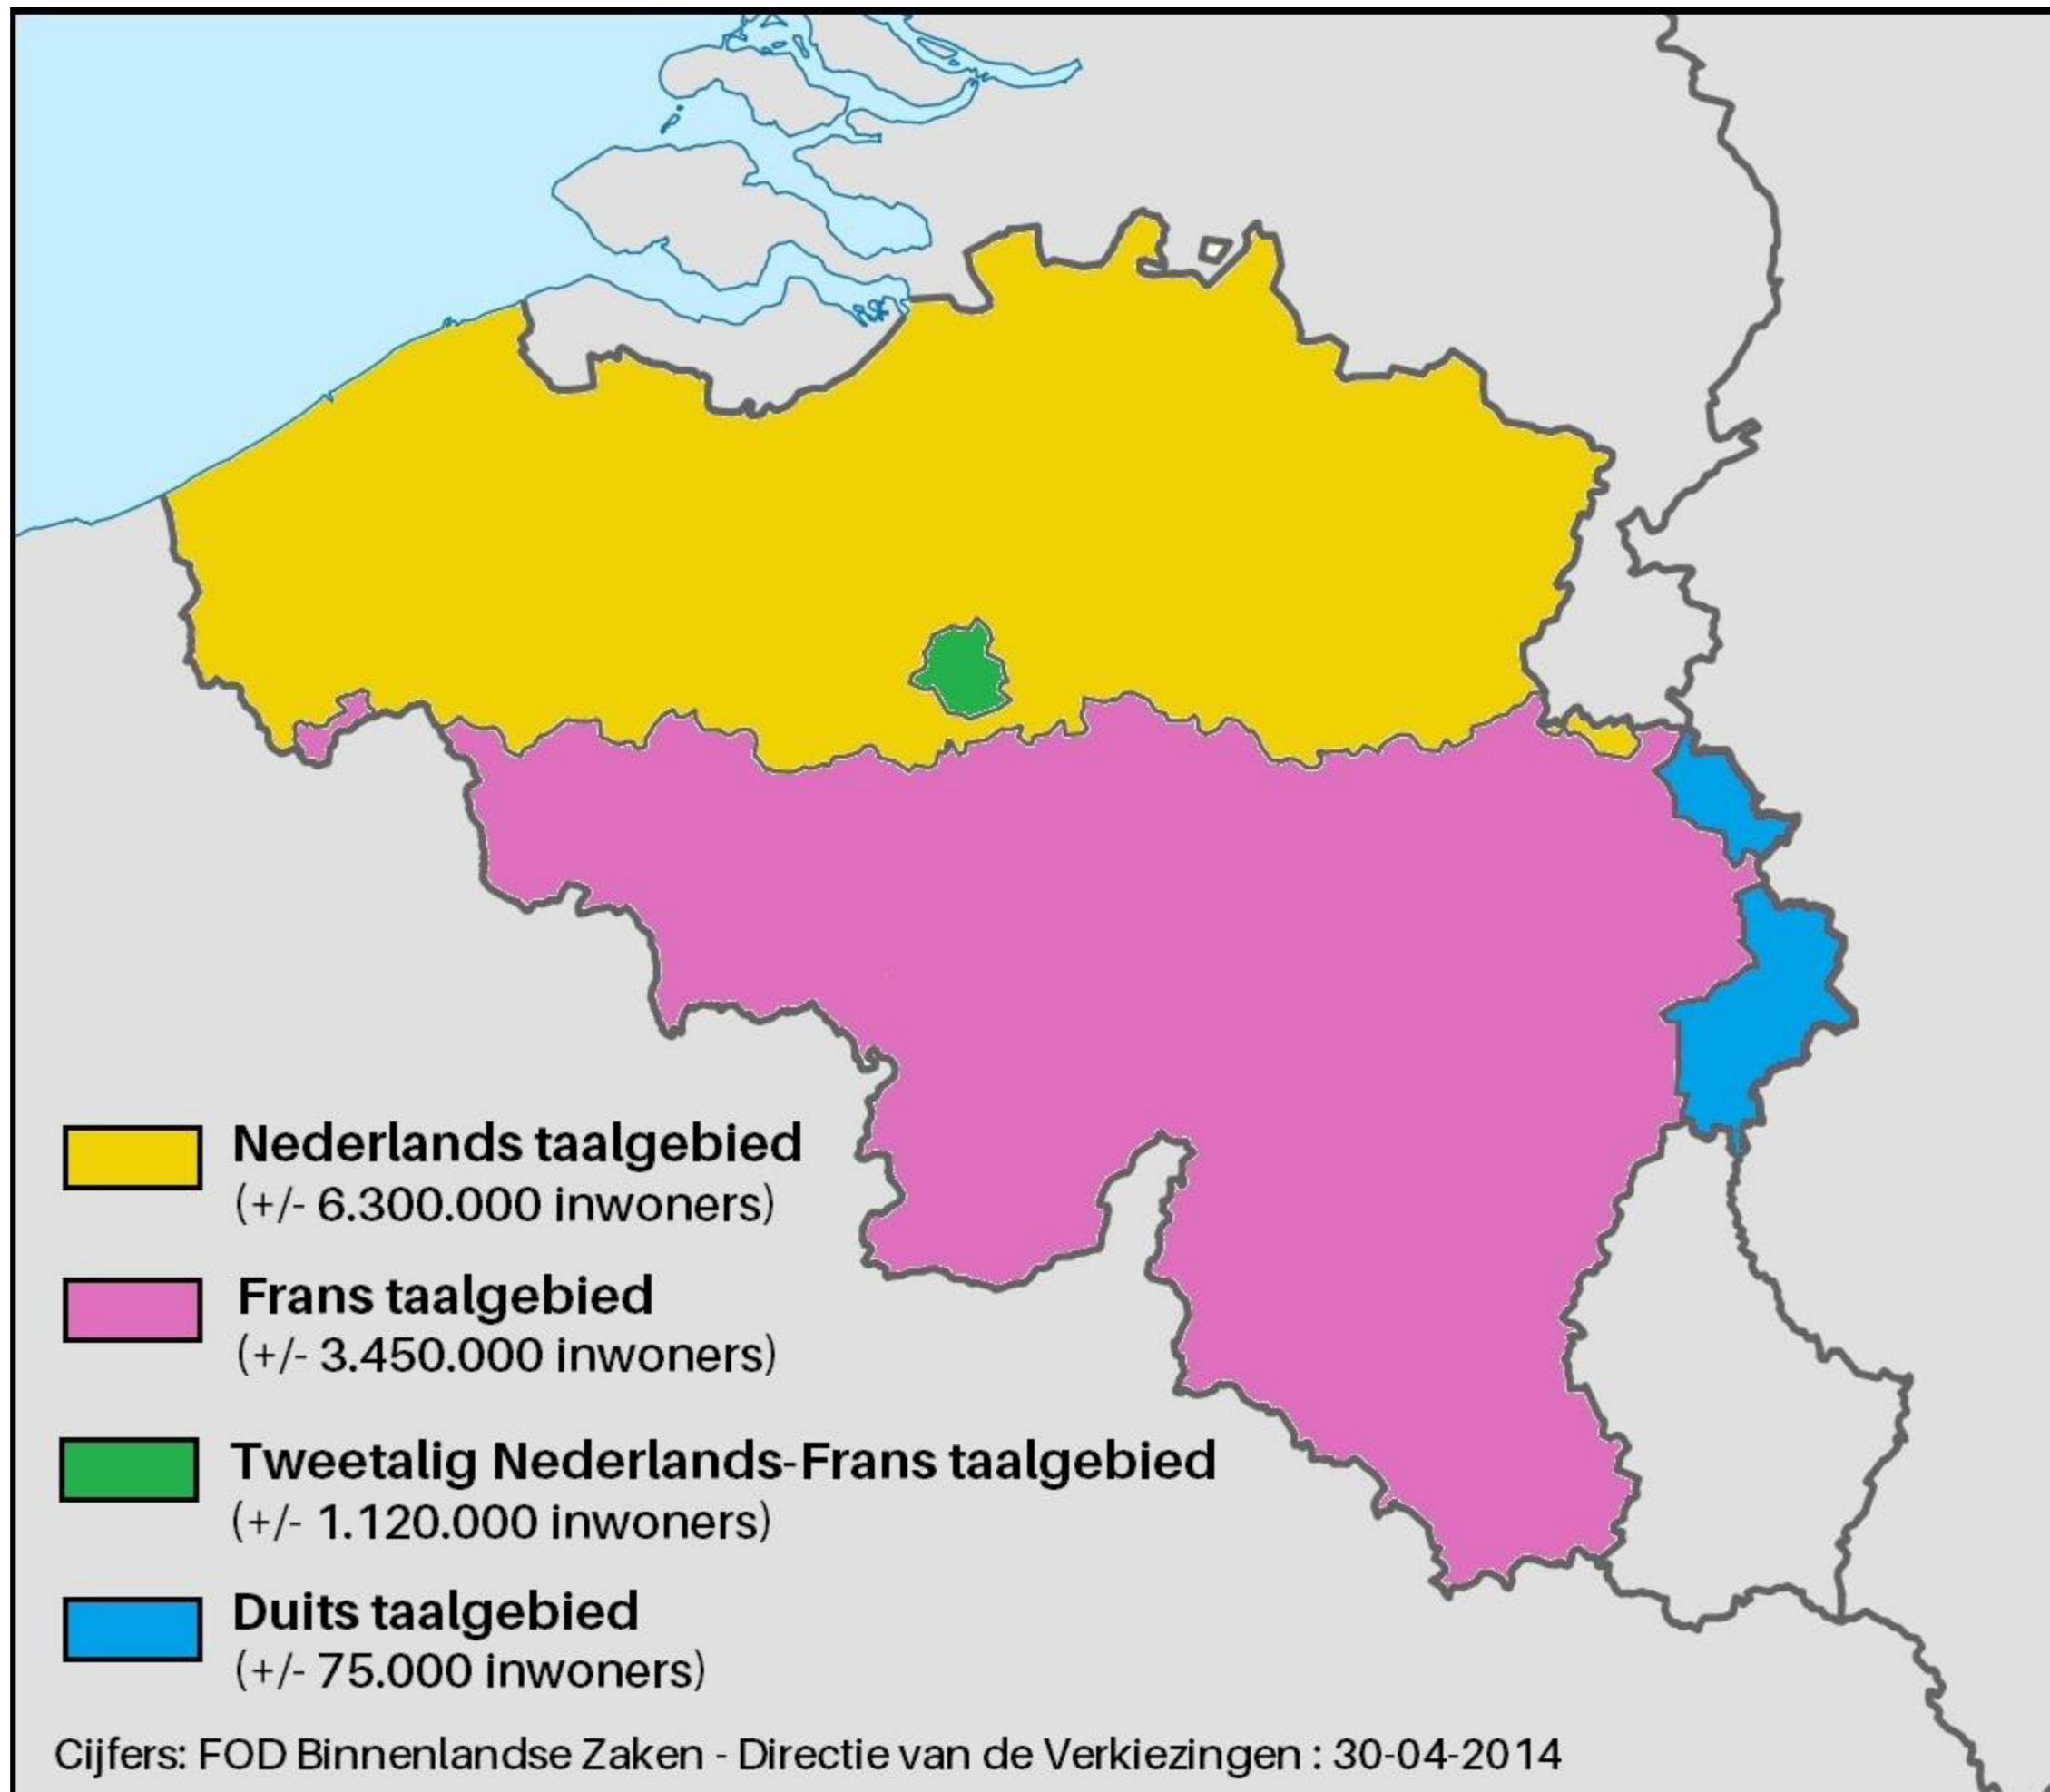 Nederlands taalgebied
(+/- 6.300.000 inwoners)
Frans taalgebied
(+/- 3.450.000 inwoners)
Tweetalig Nederlands-Frans taalgebied
(+/- 1.120.000 inwoners)
Duits taalgebied
(+/- 75.000 inwoners)
Cijfers: FOD Binnenlandse Zaken - Directie van de Verkiezingen : 30-04-2014